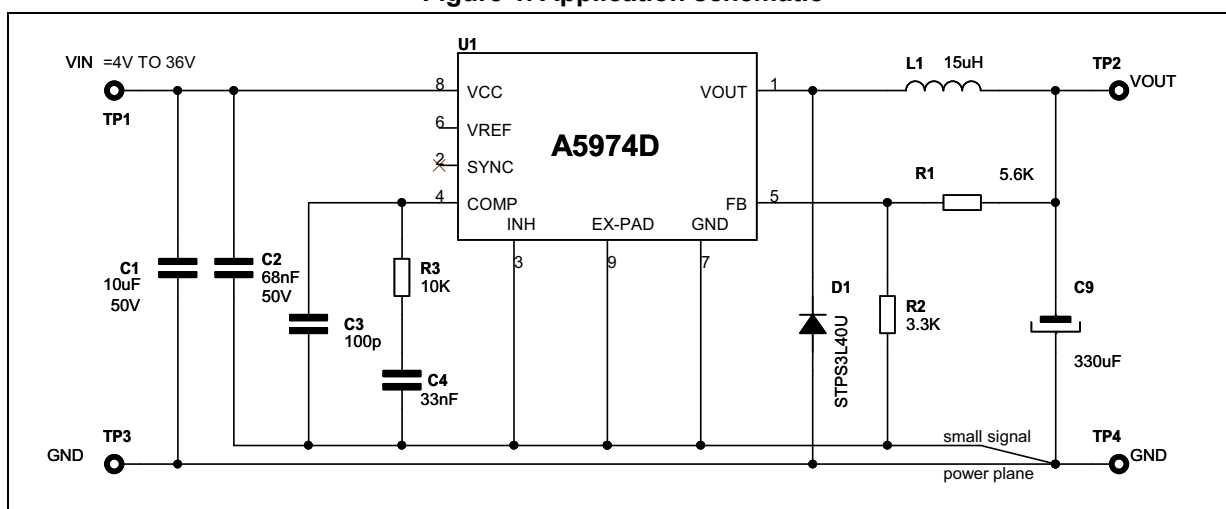 Figure 1. Application schematic
U1
VIN =4V TO 36V
TP1
8
VCC
6
VREF
2
SYNC
4
COMP
A5974D
VOUT
1
FB
5
INH
3
EX-PAD
9
GND
7
L1
15uH
TP2
VOUT
R1
5.6K
C1
10uF
50V
C2
68nF
50V
C3
100p
R3
10K
C4
33nF
D1
STPS3L40U
R2
3.3K
C9
330uF
TP3
GND
small signal
power plane
TP4
GND